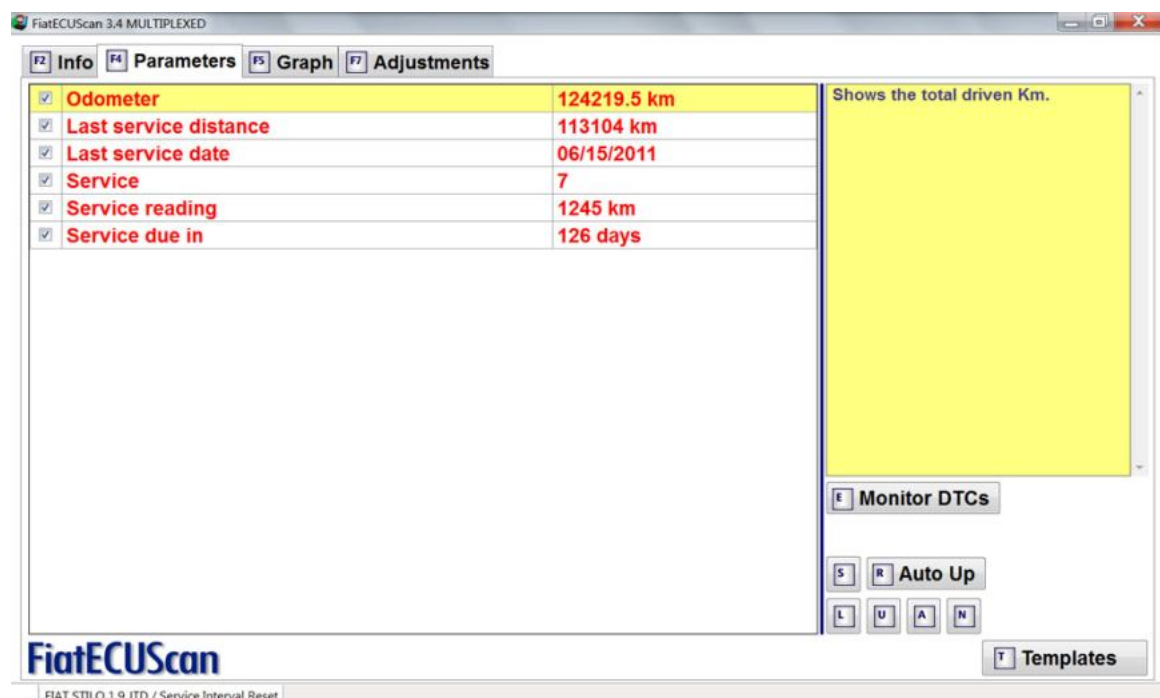 FiatECUScan 3.4 MULTIPLEXED
F2 Info F4 Parameters F5 Graph F7 Adjustments
Odometer 124219.5 km
Last service distance 113104 km
Last service date 06/15/2011
Service 7
Service reading 1245 km
Service due in 126 days
Shows the total driven Km.
E Monitor DTCs
S R Auto Up
L U A N
FiatECUScan
T Templates
FIAT STILO 1.9 JTD / Service Interval Reset